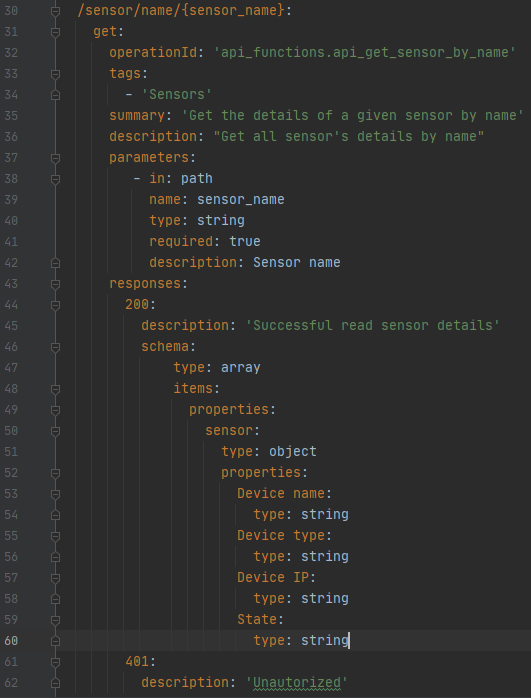 30 /sensor/name/{sensor_name}:
31 get:
32 operationId: 'api_functions.api_get_sensor_by_name'
33 tags:
34 - 'Sensors'
35 summary: 'Get the details of a given sensor by name'
36 description: "Get all sensor's details by name"
37 parameters:
38 - in: path
39 name: sensor_name
40 type: string
41 required: true
42 description: Sensor name
43 responses:
44 200:
45 description: 'Successful read sensor details'
46 schema:
47 type: array
48 items:
49 properties:
50 sensor:
51 type: object
52 properties:
53 Device name:
54 type: string
55 Device type:
56 type: string
57 Device IP:
58 type: string
59 State:
60 type: string
61 401:
62 description: 'Unautorized'